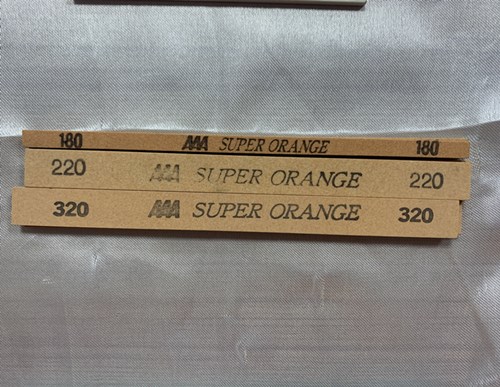 180 AAA SUPER ORANGE 180
220 AAA SUPER ORANGE 220
320 AAA SUPER ORANGE 320